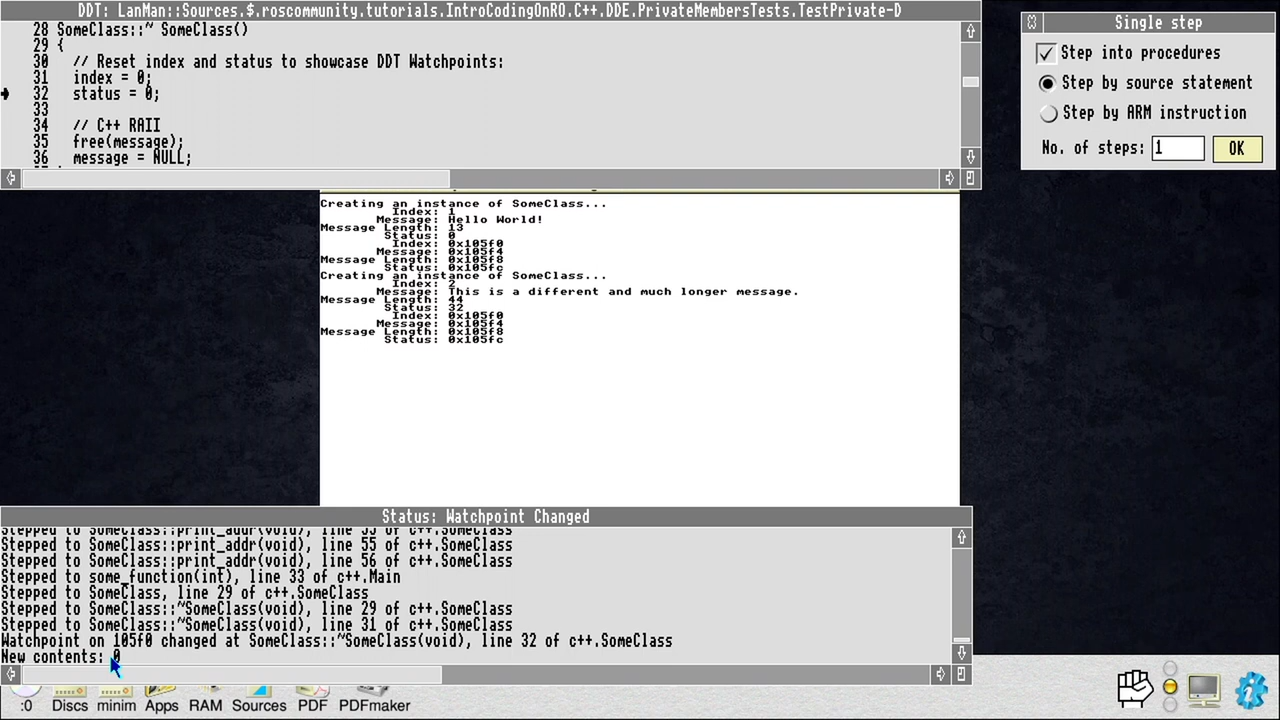 DDT: LanMan::Sources.$.roscommunity.tutorials.IntroCodingOnRO.C++.DDE.PrivateMembersTests.TestPrivate-D
28 SomeClass::~ SomeClass()
29 {
30 // Reset index and status to showcase DDT Watchpoints:
31 index = 0;
32 status = 0;
33
34 // C++ RAII
35 free(message);
36 message = NULL;
Single step
Step into procedures
Step by source statement
Step by ARM instruction
No. of steps: 1 OK
Creating an instance of SomeClass...
Index: 1
Message: Hello World!
Message Length: 13
Status: 0
Index: 0x105f0
Message: 0x105f4
Message Length: 0x105f8
Status: 0x105fc
Creating an instance of SomeClass...
Index: 2
Message: This is a different and much longer message.
Message Length: 44
Status: 32
Index: 0x105f0
Message: 0x105f4
Message Length: 0x105f8
Status: 0x105fc
Status: Watchpoint Changed
Stepped to SomeClass::print_addr(void), line 55 of c++.SomeClass
Stepped to SomeClass::print_addr(void), line 56 of c++.SomeClass
Stepped to some_function(int), line 33 of c++.Main
Stepped to SomeClass, line 29 of c++.SomeClass
Stepped to SomeClass::~SomeClass(void), line 29 of c++.SomeClass
Stepped to SomeClass::~SomeClass(void), line 31 of c++.SomeClass
Watchpoint on 105f0 changed at SomeClass::~SomeClass(void), line 32 of c++.SomeClass
New contents: 0
:0 Discs minim Apps RAM Sources PDF PDFmaker